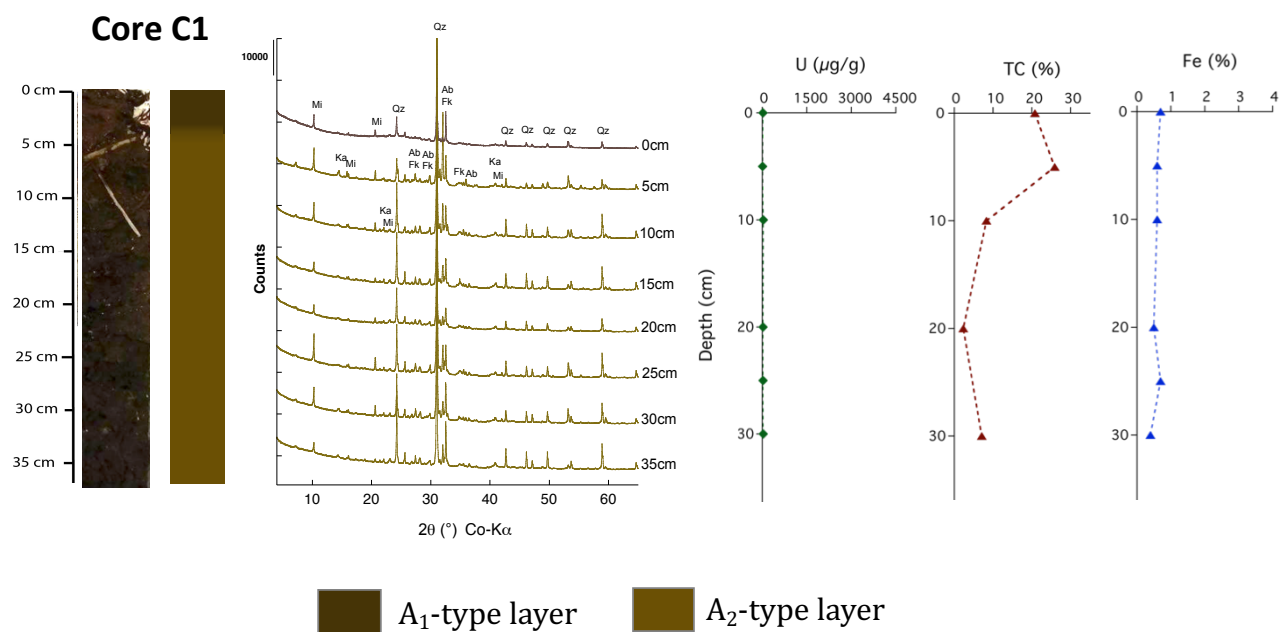 Core C1
0 cm
5 cm
10 cm
15 cm
20 cm
25 cm
30 cm
35 cm
10000
Counts
Qz
Mi
Mi
Qz
Ab
Fk
Qz
Qz
Qz
Qz
Qz
0cm
Ka
Mi
Ab
Fk
Ab
Fk
Fk
Ab
Ka
Mi
5cm
Ka
Mi
10cm
15cm
20cm
25cm
30cm
35cm
10 20 30 40 50 60
2θ (°) Co-Kα
U (µg/g)
0 1500 3000 4500
Depth (cm)
0
10
20
30
TC (%)
0 10 20 30
0
10
20
30
Fe (%)
0 1 2 3 4
0
10
20
30
A₁-type layer
A₂-type layer